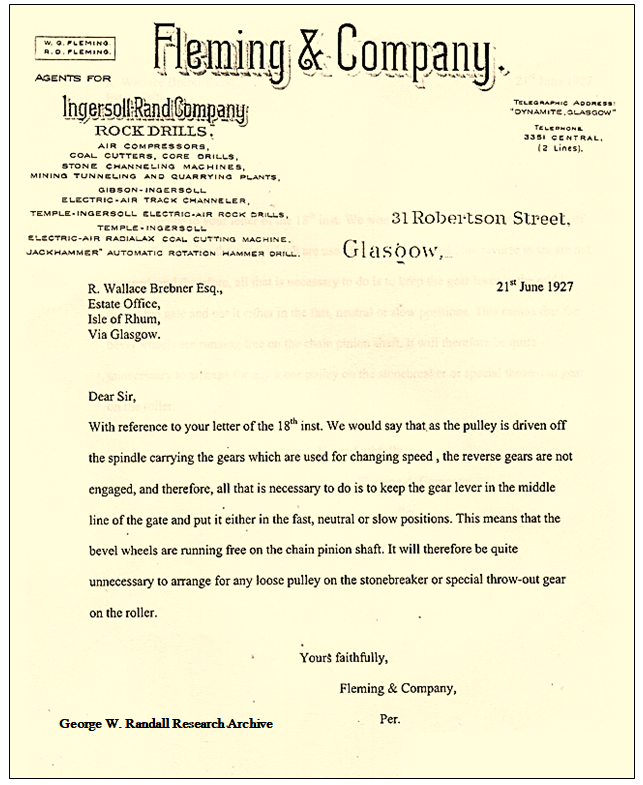 W. G. FLEMING.
R. O. FLEMING.
Fleming & Company.
AGENTS FOR
Ingersoll-Rand Company
ROCK DRILLS,
AIR COMPRESSORS,
COAL CUTTERS, CORE DRILLS,
STONE CHANNELING MACHINES,
MINING TUNNELING AND QUARRYING PLANTS,
GIBSON-INGERSOLL
ELECTRIC-AIR TRACK CHANNELER,
TEMPLE-INGERSOLL ELECTRIC-AIR ROCK DRILLS,
TEMPLE-INGERSOLL
ELECTRIC-AIR RADIALAX COAL CUTTING MACHINE,
JACKHAMMER" AUTOMATIC ROTATION HAMMER DRILL.
TELEGRAPHIC ADDRESS:
"DYNAMITE, GLASGOW"
TELEPHONE
3351 CENTRAL,
(2 Lines).
31 Robertson Street,
Glasgow,
R. Wallace Brebner Esq.,
Estate Office,
Isle of Rhum,
Via Glasgow.
21st June 1927
Dear Sir,
With reference to your letter of the 18th inst. We would say that as the pulley is driven off
the spindle carrying the gears which are used for changing speed , the reverse gears are not
engaged, and therefore, all that is necessary to do is to keep the gear lever in the middle
line of the gate and put it either in the fast, neutral or slow positions. This means that the
bevel wheels are running free on the chain pinion shaft. It will therefore be quite
unnecessary to arrange for any loose pulley on the stonebreaker or special throw-out gear
on the roller.
Yours faithfully,
Fleming & Company,
Per.
George W. Randall Research Archive